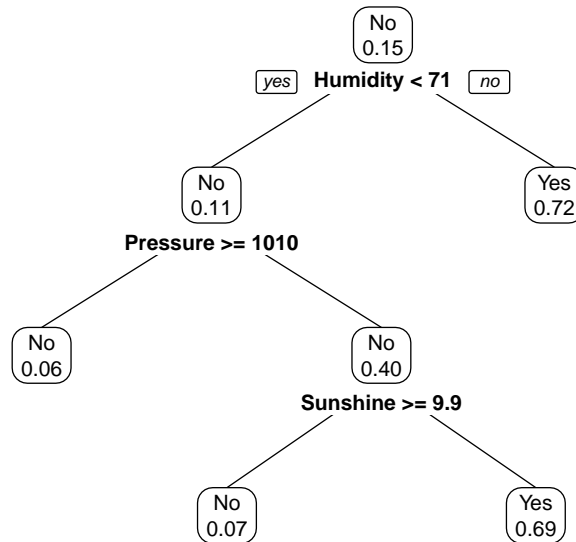 No
0.15
yes Humidity < 71 no
No
0.11
Yes
0.72
Pressure >= 1010
No
0.06
No
0.40
Sunshine >= 9.9
No
0.07
Yes
0.69